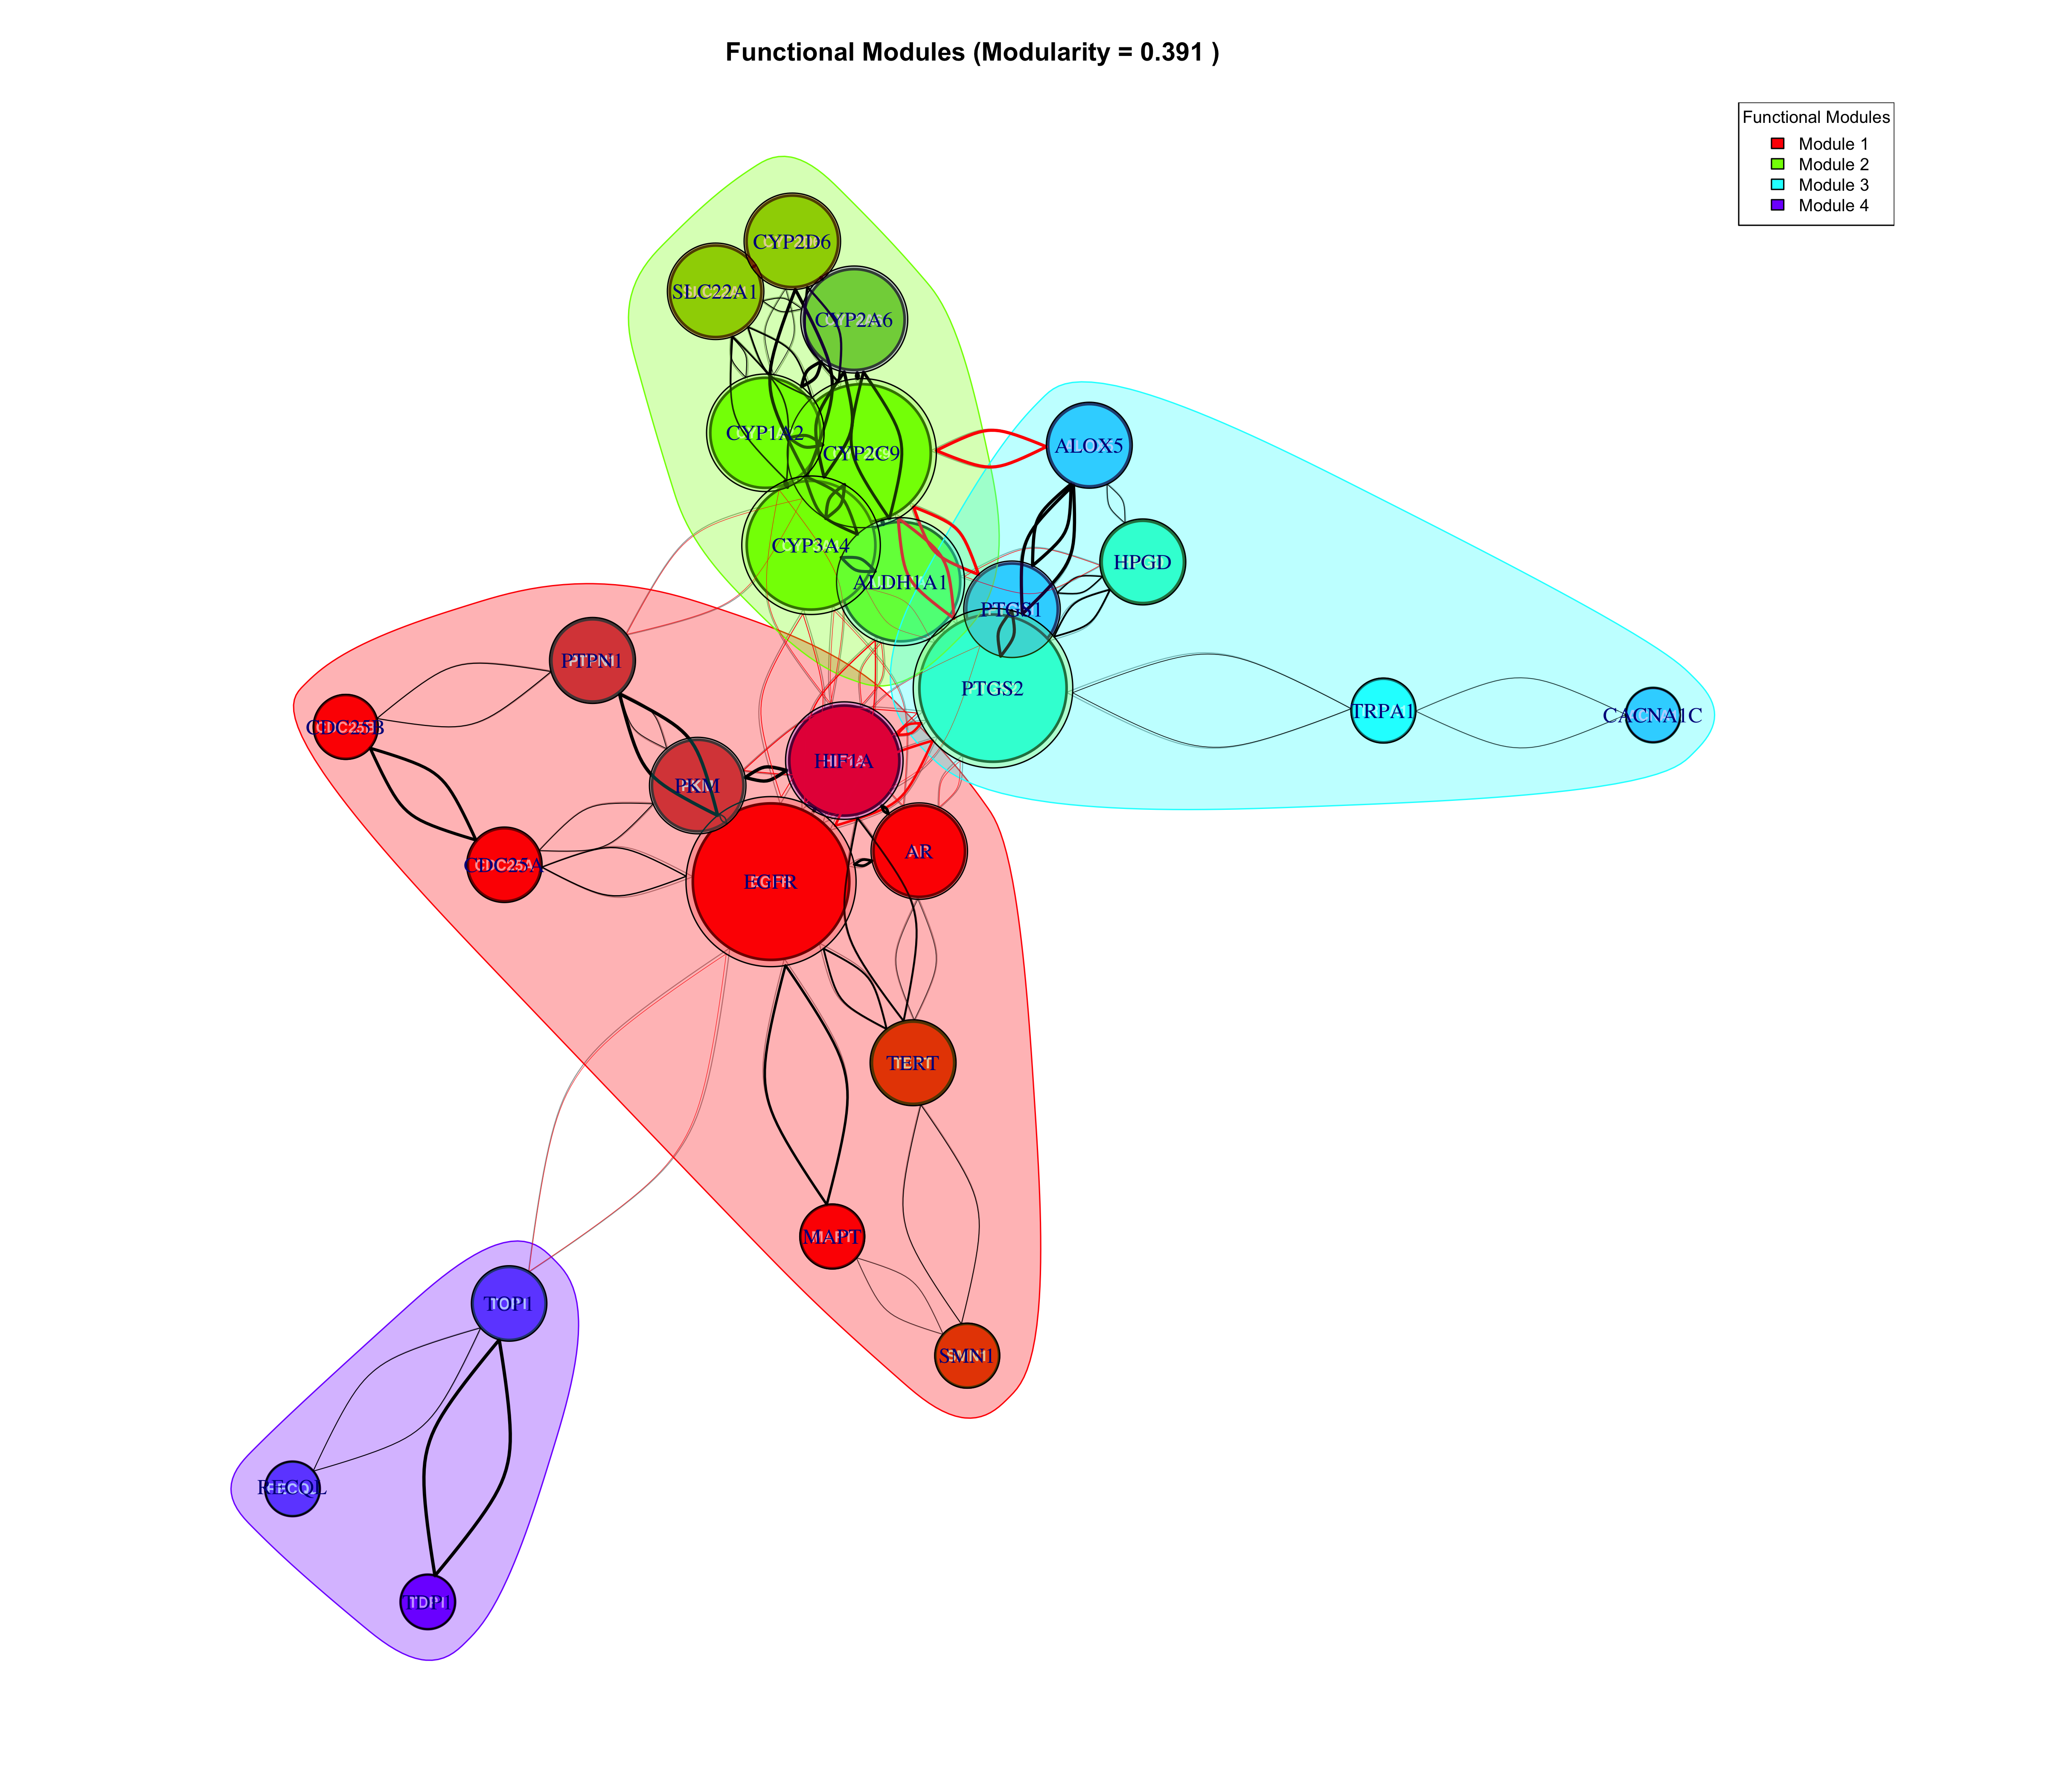 Functional Modules (Modularity = 0.391 )
Functional Modules
Module 1
Module 2
Module 3
Module 4
CYP2D6
SLC22A1
CYP2A6
CYP1A2
CYP2C9
ALOX5
CYP3A4
HPGD
ALDH1A1
PTGS1
PTPN1
PTGS2
TRPA1
CACNA1C
CDC25B
HIF1A
PKM
AR
CDC25A
EGFR
TERT
MAPT
TOP1
SMN1
RECQL
TDP1